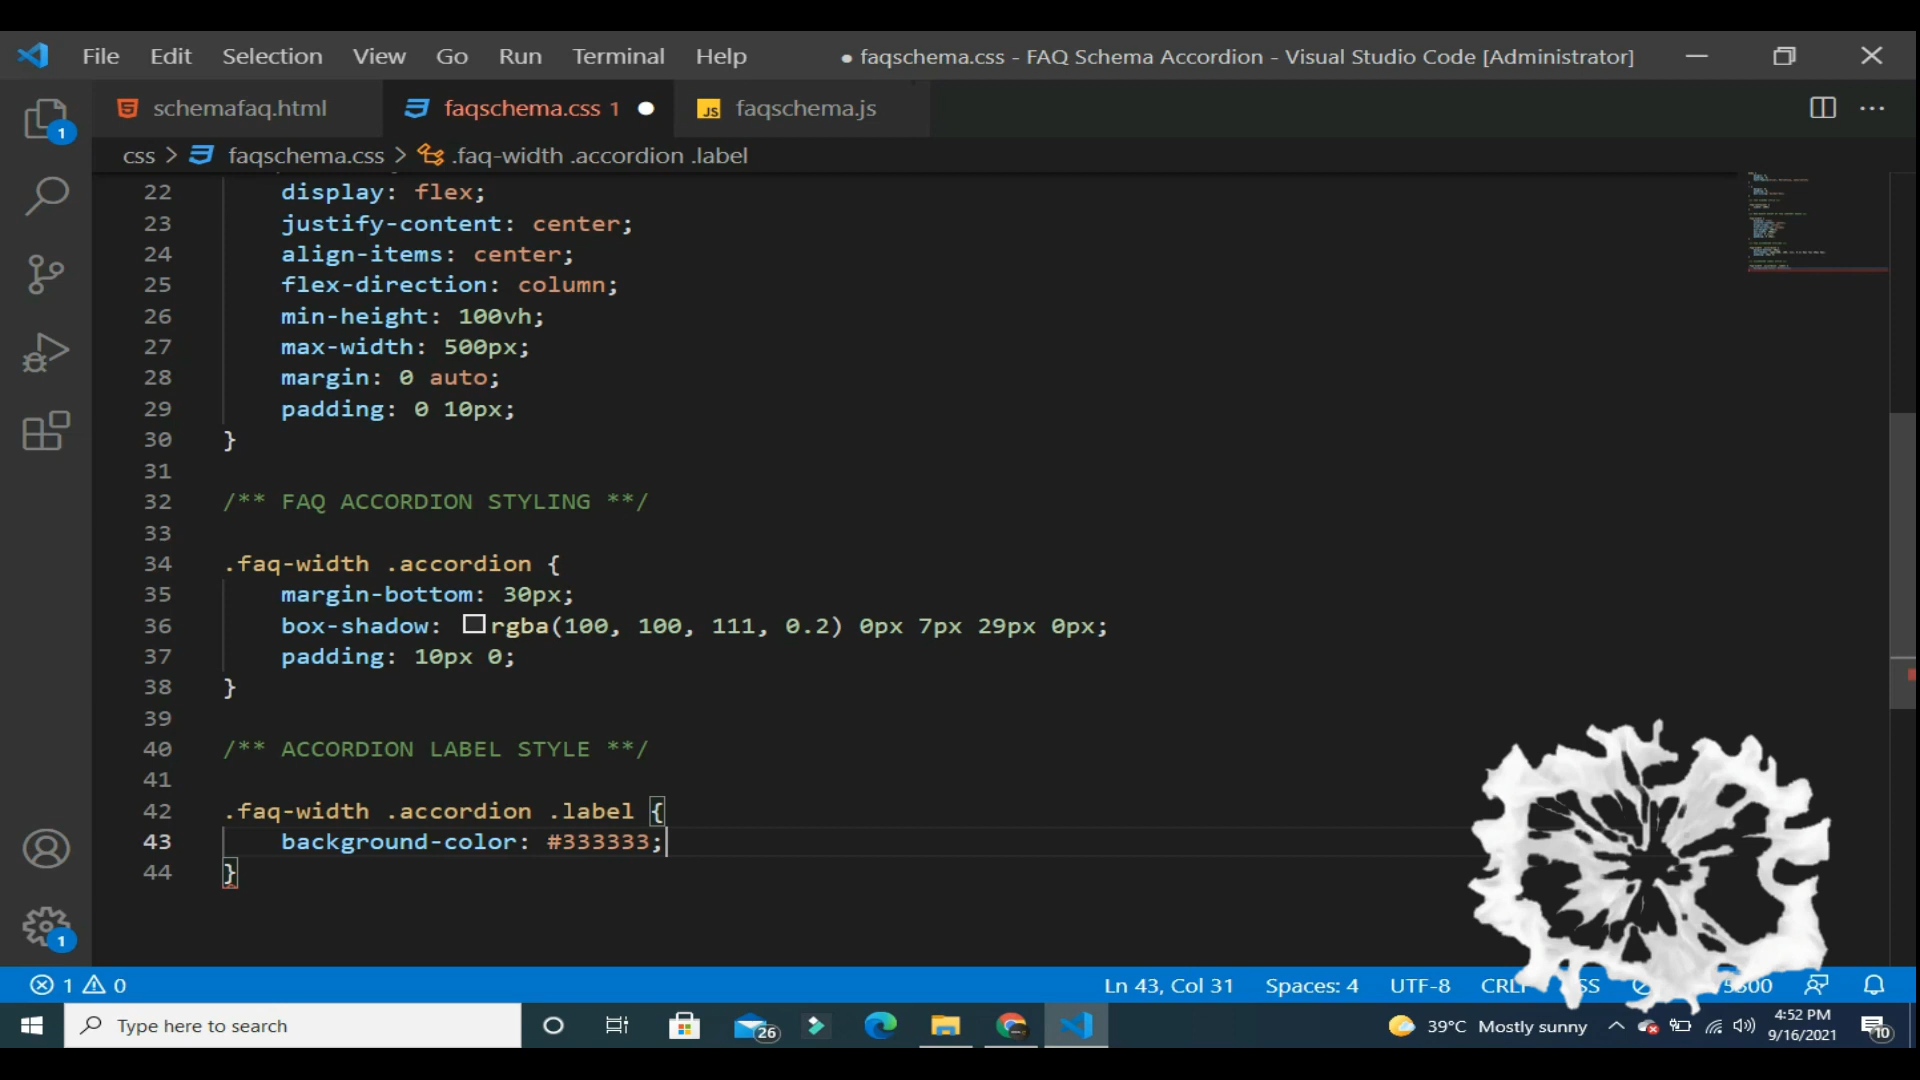 File Edit Selection View Go Run Terminal Help ● faqschema.css - FAQ Schema Accordion - Visual Studio Code [Administrator]
schemafaq.html faqschema.css 1 JS faqschema.js
1
css > faqschema.css > .faq-width .accordion .label
22 display: flex;
23 justify-content: center;
24 align-items: center;
25 flex-direction: column;
26 min-height: 100vh;
27 max-width: 500px;
28 margin: 0 auto;
29 padding: 0 10px;
30 }
31
32 /** FAQ ACCORDION STYLING **/
33
34 .faq-width .accordion {
35 margin-bottom: 30px;
36 box-shadow: rgba(100, 100, 111, 0.2) 0px 7px 29px 0px;
37 padding: 10px 0;
38 }
39
40 /** ACCORDION LABEL STYLE **/
41
42 .faq-width .accordion .label {
43 background-color: #333333;
44 }
1
1 0 Ln 43, Col 31 Spaces: 4 UTF-8
Type here to search 26 39°C Mostly sunny 4:52 PM
9/16/2021 10